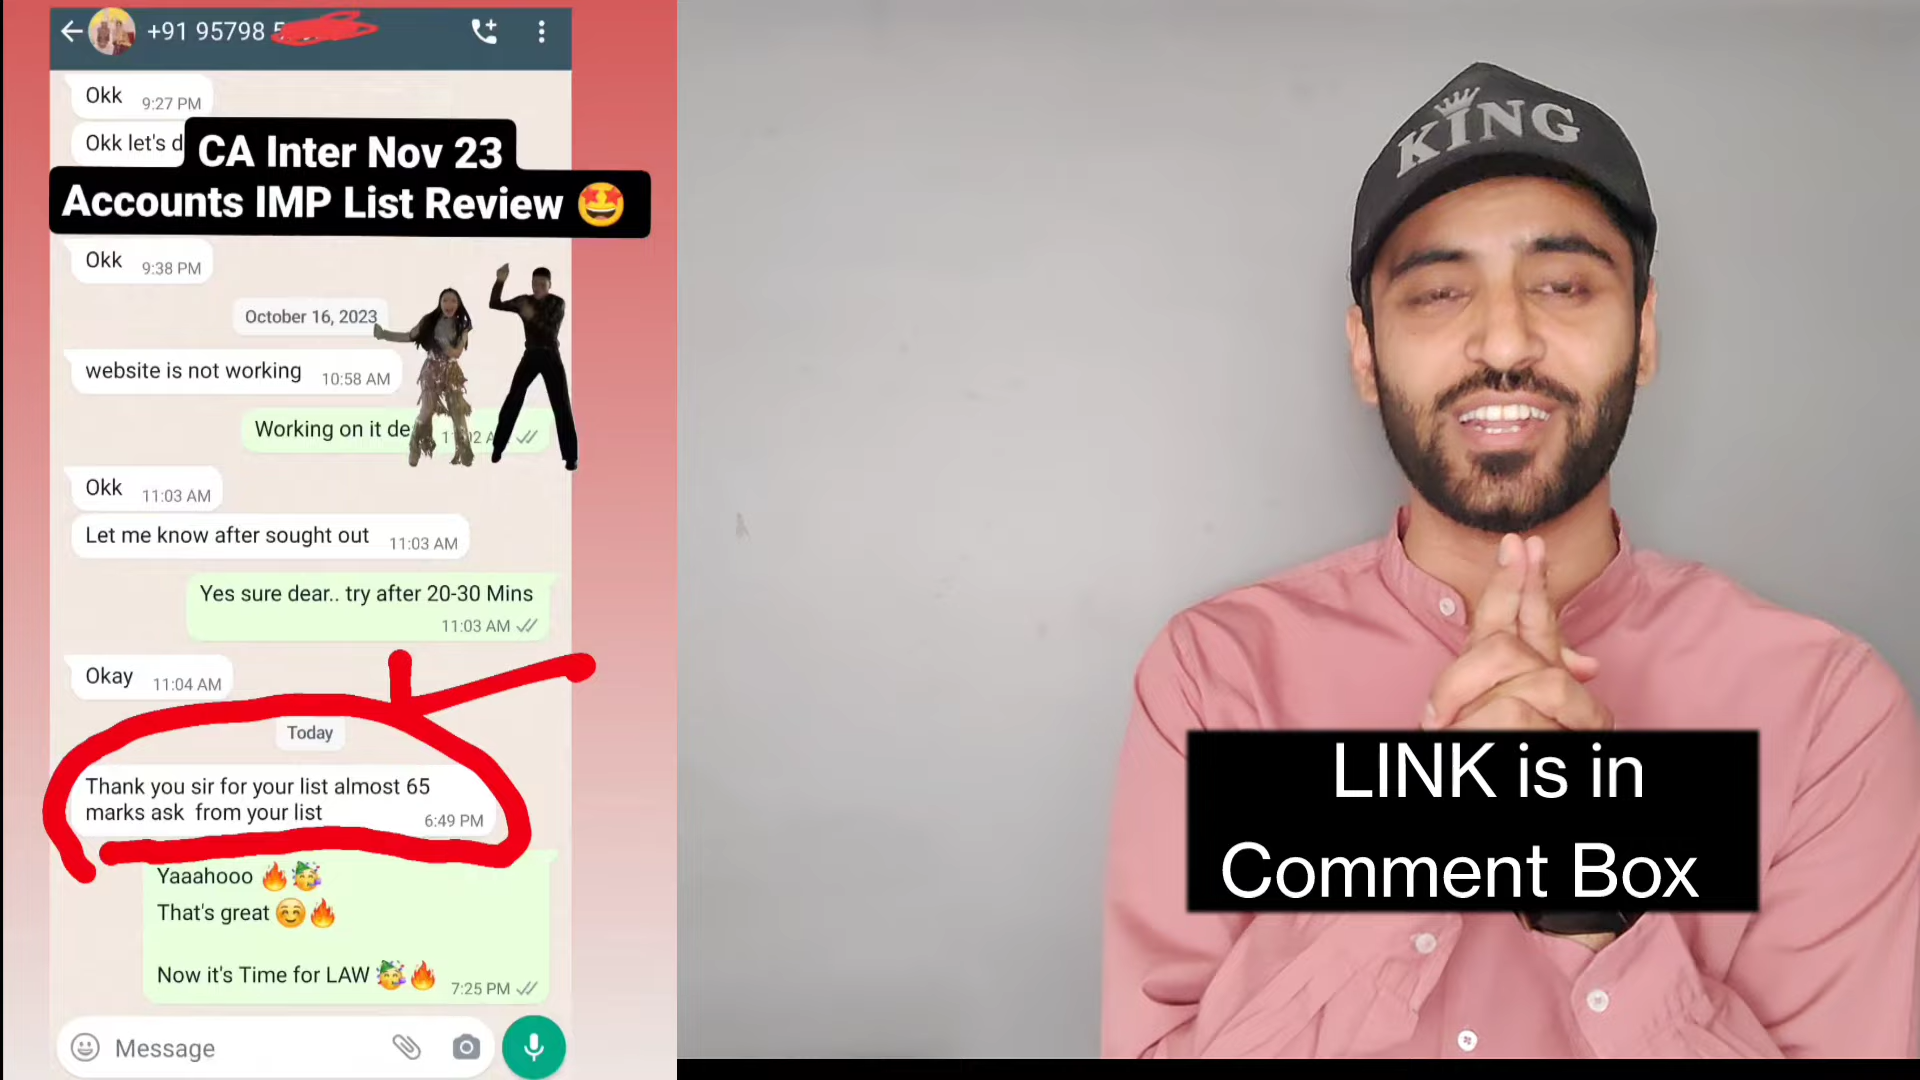 +91 95798
Okk 9:27 PM
Okk let's d
CA Inter Nov 23
Accounts IMP List Review 🤩
Okk 9:38 PM
October 16, 2023
website is not working 10:58 AM
Working on it de
Okk 11:03 AM
Let me know after sought out 11:03 AM
Yes sure dear.. try after 20-30 Mins
11:03 AM
Okay 11:04 AM
Today
Thank you sir for your list almost 65
marks ask from your list
6:49 PM
Yaaahooo 🔥🥳
That's great ☺️🔥
Now it's Time for LAW 🥳🔥
7:25 PM
Message
KING
LINK is in
Comment Box